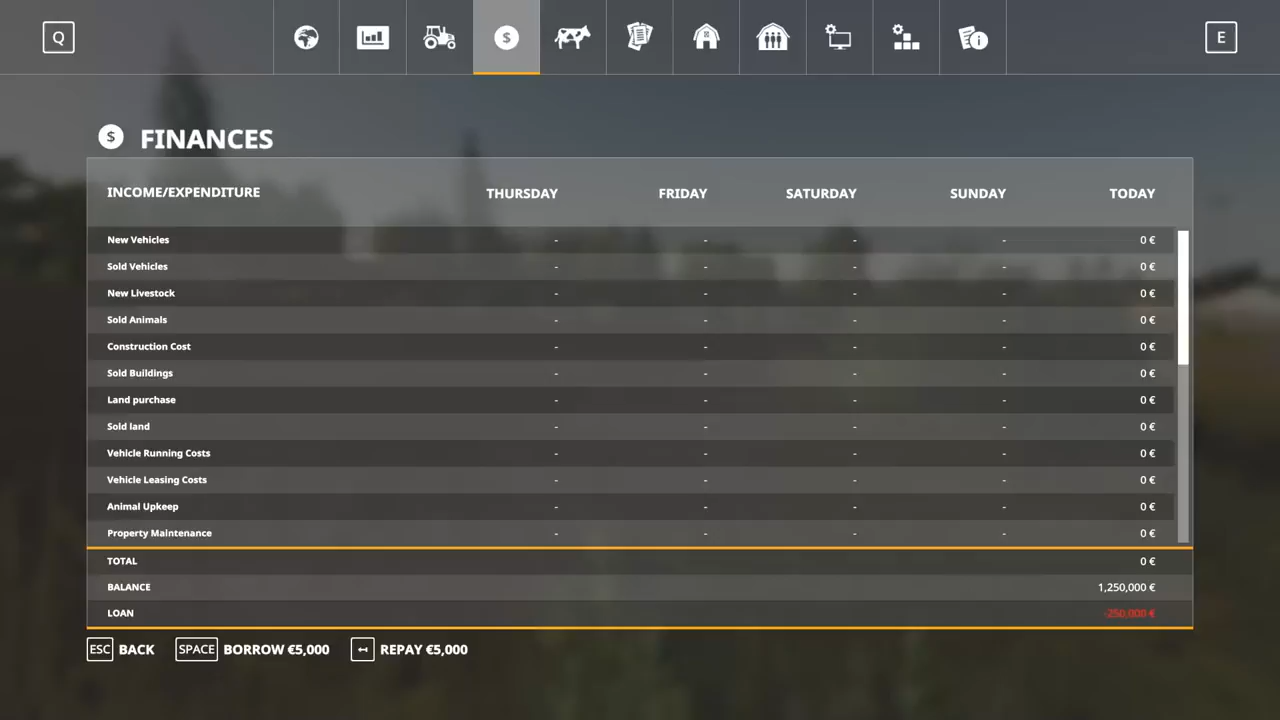 Q
$
E
$ FINANCES
INCOME/EXPENDITURE THURSDAY FRIDAY SATURDAY SUNDAY TODAY
New Vehicles - - - - 0 €
Sold Vehicles - - - - 0 €
New Livestock - - - - 0 €
Sold Animals - - - - 0 €
Construction Cost - - - - 0 €
Sold Buildings - - - - 0 €
Land purchase - - - - 0 €
Sold land - - - - 0 €
Vehicle Running Costs - - - - 0 €
Vehicle Leasing Costs - - - - 0 €
Animal Upkeep - - - - 0 €
Property Maintenance - - - - 0 €
TOTAL 0 €
BALANCE 1,250,000 €
LOAN -250,000 €
ESC BACK SPACE BORROW €5,000 ↔ REPAY €5,000